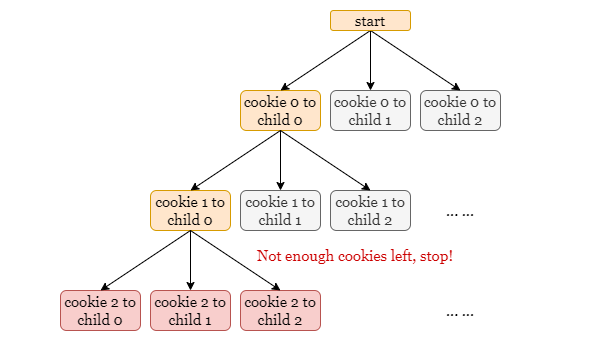 start
cookie 0 to
child 0
cookie 0 to
child 1
cookie 0 to
child 2
cookie 1 to
child 0
cookie 1 to
child 1
cookie 1 to
child 2
... ...
Not enough cookies left, stop!
cookie 2 to
child 0
cookie 2 to
child 1
cookie 2 to
child 2
... ...